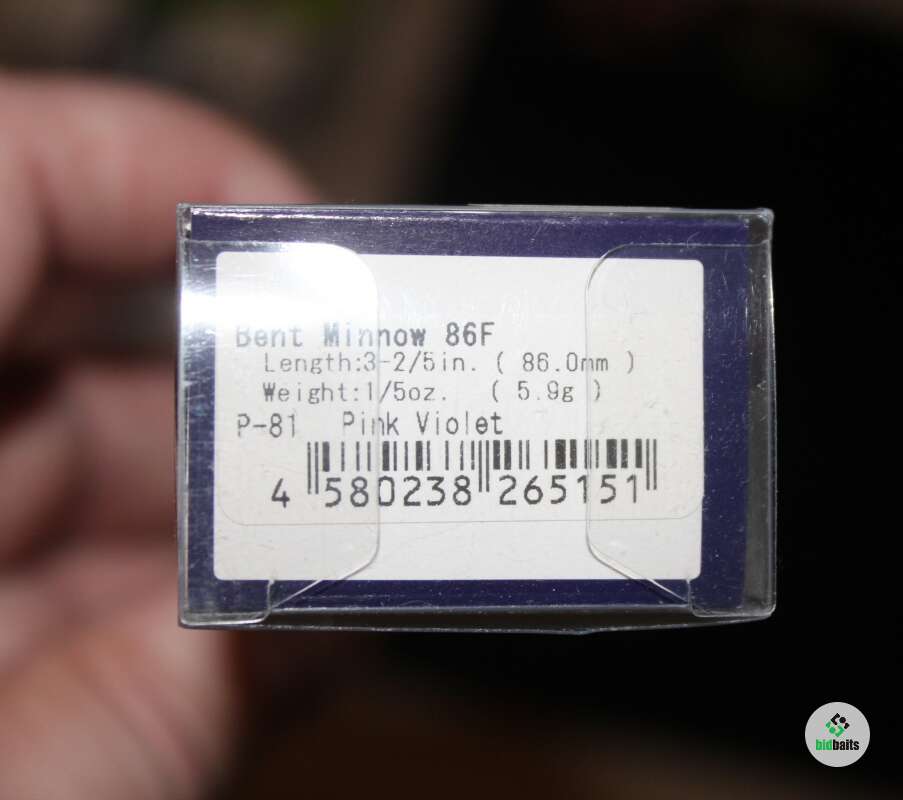 Bent Minnow 86F
Length:3-2/5in. ( 86.0mm )
Weight:1/5oz. ( 5.9g )
P-81 Pink Violet
4 580238 265151
bidbaits